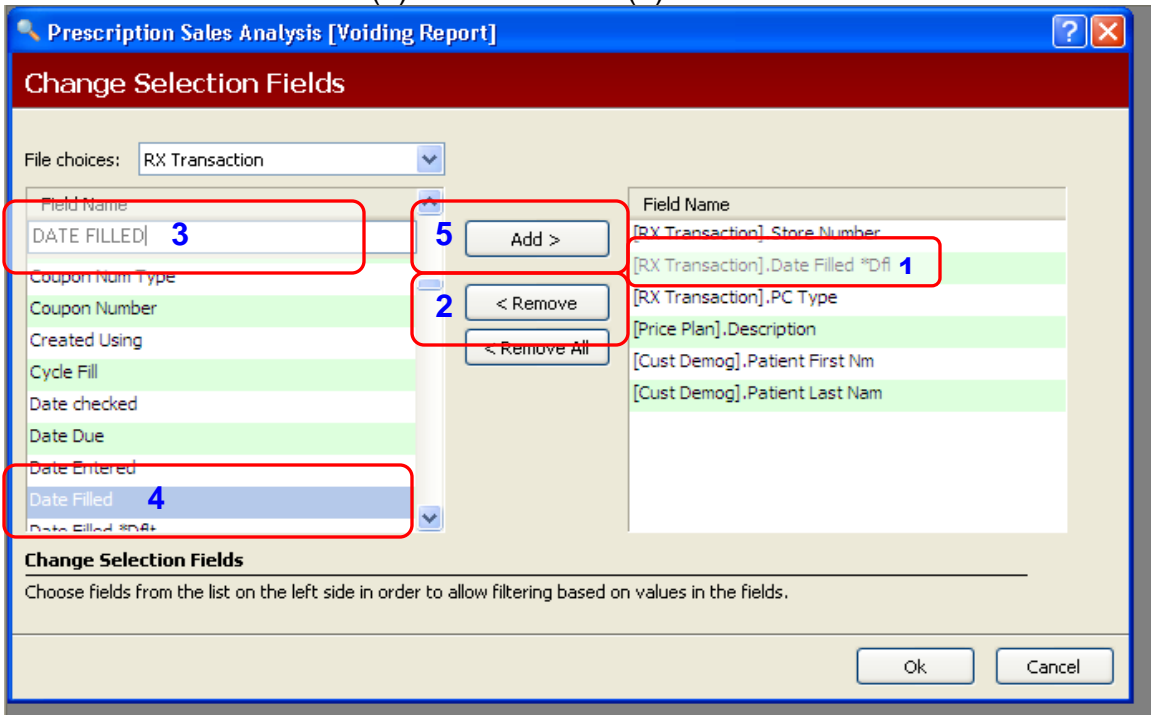 Prescription Sales Analysis [Voiding Report]
Change Selection Fields
File choices: RX Transaction
Field Name
DATE FILLED 3
Coupon Num Type
Coupon Number
Created Using
Cycle Fill
Date checked
Date Due
Date Entered
Date Filled 4
Date Filled *Dflt
5 Add >
2 < Remove
< Remove All
Field Name
[RX Transaction].Store Number
[RX Transaction].Date Filled *Dfl 1
[RX Transaction].PC Type
[Price Plan].Description
[Cust Demog].Patient First Nm
[Cust Demog].Patient Last Nam
Change Selection Fields
Choose fields from the list on the left side in order to allow filtering based on values in the fields.
Ok Cancel